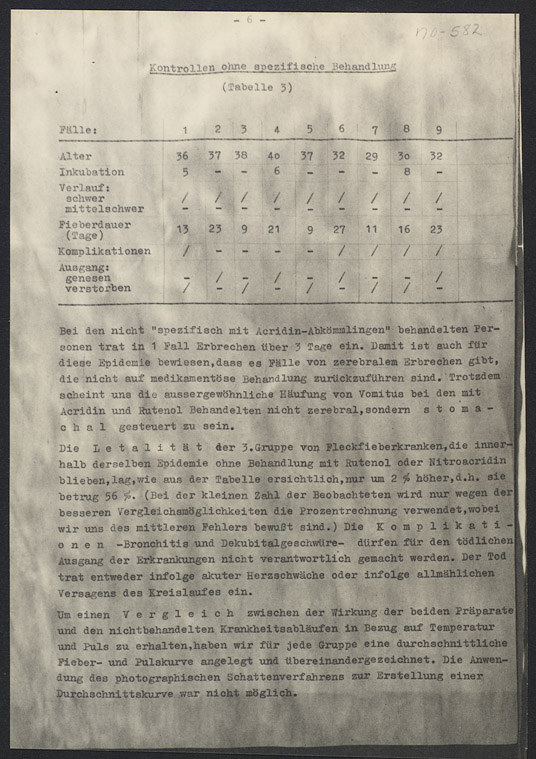 - 6 -
no-582
Kontrollen ohne spezifische Behandlung
(Tabelle 3)
Fälle: 1 2 3 4 5 6 7 8 9
Alter 36 37 38 4o 37 32 29 3o 32
Inkubation 5 - - 6 - - - 8 -
Verlauf:
schwer / / / / / / / / /
mittelschwer - - - - - - - - -
Fieberdauer 13 23 9 21 9 27 11 16 23
(Tage)
Komplikationen / - - - - / / / /
Ausgang:
genesen - / - / - / - - /
verstorben / - / - / - / / -
Bei den nicht "spezifisch mit Acridin-Abkömmlingen" behandelten Per-
sonen trat in 1 Fall Erbrechen über 3 Tage ein. Damit ist auch für
diese Epidemie bewiesen,dass es Fälle von zerebralem Erbrechen gibt,
die nicht auf medikamentöse Behandlung zurückzuführen sind. Trotzdem
scheint uns die aussergewöhnliche Häufung von Vomitus bei den mit
Acridin und Rutenol Behandelten nicht zerebral,sondern s t o m a -
c h a l gesteuert zu sein.
Die L e t a l i t ä t der 3.Gruppe von Fleckfieberkranken,die inner-
halb derselben Epidemie ohne Behandlung mit Rutenol oder Nitroacridin
blieben,lag,wie aus der Tabelle ersichtlich,nur um 2 % höher,d.h. sie
betrug 56 %. (Bei der kleinen Zahl der Beobachteten wird nur wegen der
besseren Vergleichsmöglichkeiten die Prozentrechnung verwendet,wobei
wir uns des mittleren Fehlers bewußt sind.) Die K o m p l i k a t i -
o n e n -Bronchitis und Dekubitalgeschwüre- dürfen für den tödlichen
Ausgang der Erkrankungen nicht verantwortlich gemacht werden. Der Tod
trat entweder infolge akuter Herzschwäche oder infolge allmählichen
Versagens des Kreislaufes ein.
Um einen V e r g l e i c h zwischen der Wirkung der beiden Präparate
und den nichtbehandelten Krankheitsabläufen in Bezug auf Temperatur
und Puls zu erhalten,haben wir für jede Gruppe eine durchschnittliche
Fieber- und Pulskurve angelegt und übereinandergezeichnet. Die Anwen-
dung des photographischen Schattenverfahrens zur Erstellung einer
Durchschnittskurve war nicht möglich.